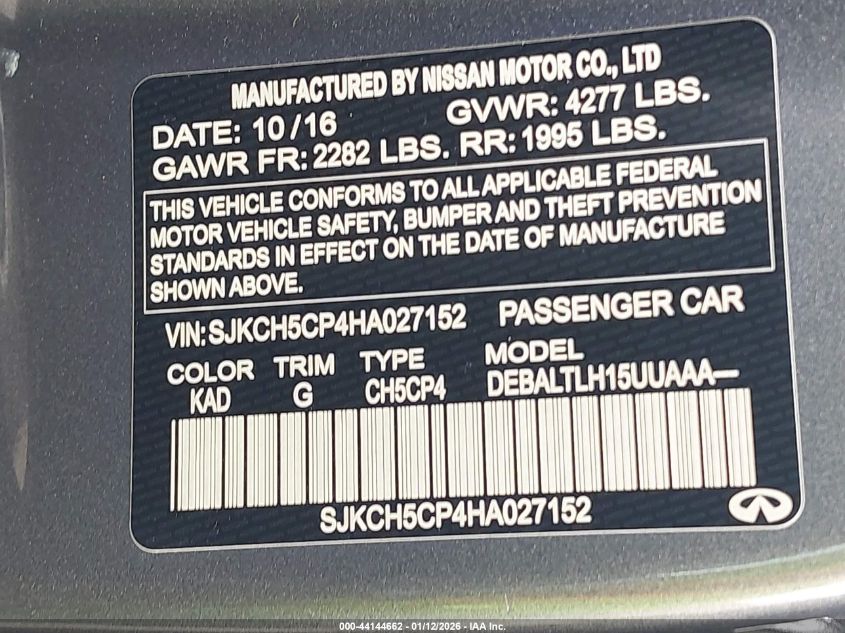 MANUFACTURED BY NISSAN MOTOR CO., LTD
DATE: 10/16 GVWR: 4277 LBS.
GAWR FR: 2282 LBS. RR: 1995 LBS.
THIS VEHICLE CONFORMS TO ALL APPLICABLE FEDERAL
MOTOR VEHICLE SAFETY, BUMPER AND THEFT PREVENTION
STANDARDS IN EFFECT ON THE DATE OF MANUFACTURE
SHOWN ABOVE.
VIN: SJKCH5CP4HA027152 PASSENGER CAR
COLOR TRIM TYPE MODEL
KAD G CH5CP4 DEBALTLH15UUAAA—
SJKCH5CP4HA027152
000-44144662 - 01/12/2026 - IAA Inc.